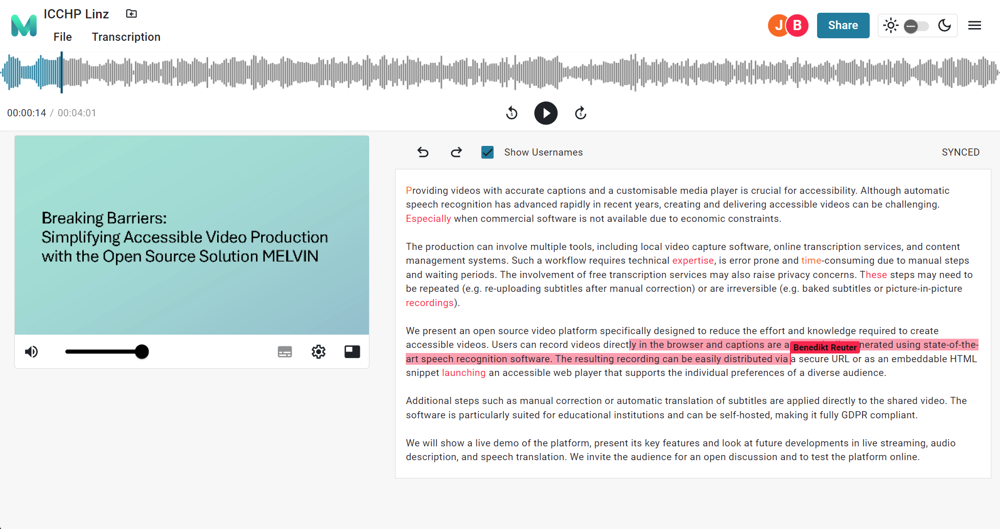 ICCHP Linz
File Transcription
J B Share
00:00:14 / 00:04:01
5 5
Breaking Barriers:
Simplifying Accessible Video Production
with the Open Source Solution MELVIN
Show Usernames
SYNCED
Providing videos with accurate captions and a customisable media player is crucial for accessibility. Although automatic
speech recognition has advanced rapidly in recent years, creating and delivering accessible videos can be challenging.
Especially when commercial software is not available due to economic constraints.
The production can involve multiple tools, including local video capture software, online transcription services, and content
management systems. Such a workflow requires technical expertise, is error prone and time-consuming due to manual steps
and waiting periods. The involvement of free transcription services may also raise privacy concerns. These steps may need to
be repeated (e.g. re-uploading subtitles after manual correction) or are irreversible (e.g. baked subtitles or picture-in-picture
recordings).
We present an open source video platform specifically designed to reduce the effort and knowledge required to create
accessible videos. Users can record videos directly in the browser and captions are a nerated using state-of-the-
Benedikt Reuter
art speech recognition software. The resulting recording can be easily distributed via a secure URL or as an embeddable HTML
snippet launching an accessible web player that supports the individual preferences of a diverse audience.
Additional steps such as manual correction or automatic translation of subtitles are applied directly to the shared video. The
software is particularly suited for educational institutions and can be self-hosted, making it fully GDPR compliant.
We will show a live demo of the platform, present its key features and look at future developments in live streaming, audio
description, and speech translation. We invite the audience for an open discussion and to test the platform online.